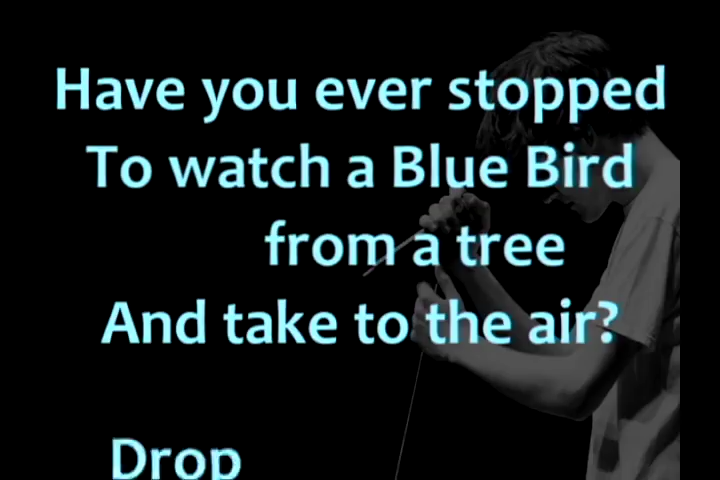 Have you ever stopped
To watch a Blue Bird
from a tree
And take to the air?
Drop